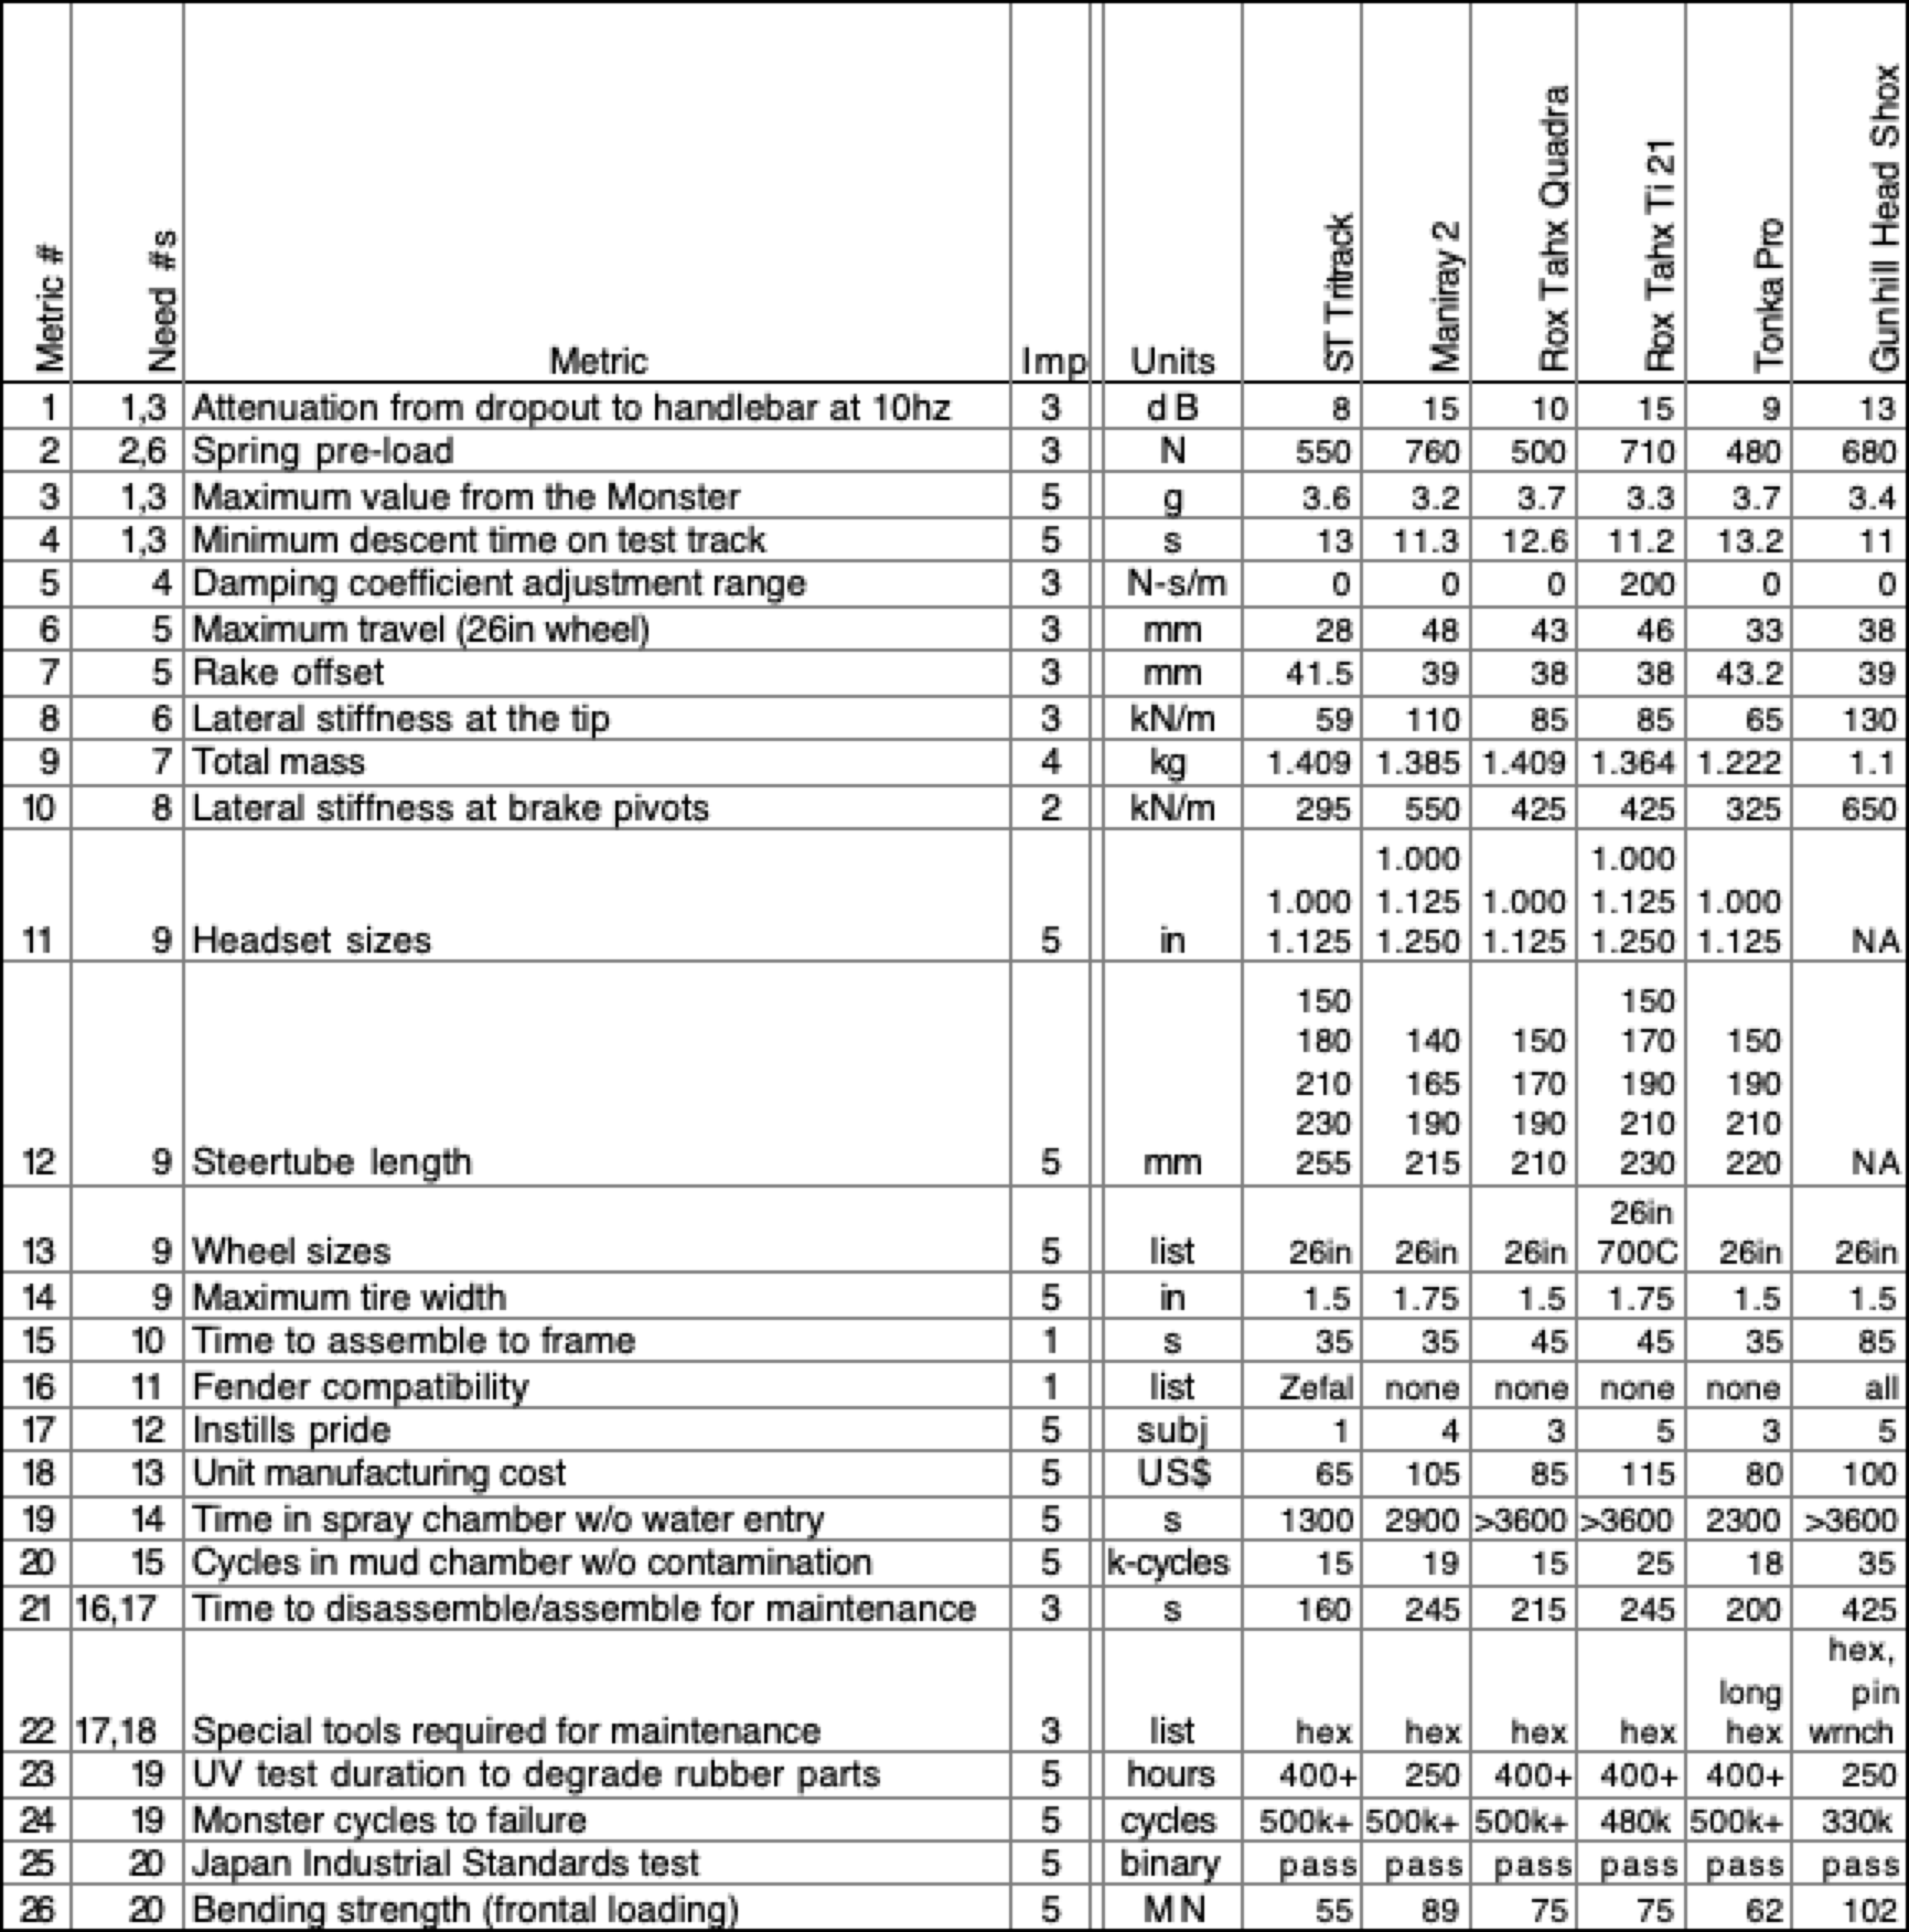 Metric # Need #s Metric Imp Units ST Tritrack Maniray 2 Rox Tahx Quadra Rox Tahx Ti 21 Tonka Pro Gunhill Head Shox
1 1,3 Attenuation from dropout to handlebar at 10hz 3 dB 8 15 10 15 9 13
2 2,6 Spring pre-load 3 N 550 760 500 710 480 680
3 1,3 Maximum value from the Monster 5 g 3.6 3.2 3.7 3.3 3.7 3.4
4 1,3 Minimum descent time on test track 5 s 13 11.3 12.6 11.2 13.2 11
5 4 Damping coefficient adjustment range 3 N-s/m 0 0 0 200 0 0
6 5 Maximum travel (26in wheel) 3 mm 28 48 43 46 33 38
7 5 Rake offset 3 mm 41.5 39 38 38 43.2 39
8 6 Lateral stiffness at the tip 3 kN/m 59 110 85 85 65 130
9 7 Total mass 4 kg 1.409 1.385 1.409 1.364 1.222 1.1
10 8 Lateral stiffness at brake pivots 2 kN/m 295 550 425 425 325 650
1.000 1.000
1.000 1.125 1.000 1.125 1.000
11 9 Headset sizes 5 in 1.125 1.250 1.125 1.250 1.125 NA
150 150
180 140 150 170 150
210 165 170 190 190
230 190 190 210 210
12 9 Steertube length 5 mm 255 215 210 230 220 NA
26in
13 9 Wheel sizes 5 list 26in 26in 26in 700C 26in 26in
14 9 Maximum tire width 5 in 1.5 1.75 1.5 1.75 1.5 1.5
15 10 Time to assemble to frame 1 s 35 35 45 45 35 85
16 11 Fender compatibility 1 list Zefal none none none none all
17 12 Instills pride 5 subj 1 4 3 5 3 5
18 13 Unit manufacturing cost 5 US$ 65 105 85 115 80 100
19 14 Time in spray chamber w/o water entry 5 s 1300 2900 >3600 >3600 2300 >3600
20 15 Cycles in mud chamber w/o contamination 5 k-cycles 15 19 15 25 18 35
21 16,17 Time to disassemble/assemble for maintenance 3 s 160 245 215 245 200 425
hex,
long pin
22 17,18 Special tools required for maintenance 3 list hex hex hex hex hex wrnch
23 19 UV test duration to degrade rubber parts 5 hours 400+ 250 400+ 400+ 400+ 250
24 19 Monster cycles to failure 5 cycles 500k+ 500k+ 500k+ 480k 500k+ 330k
25 20 Japan Industrial Standards test 5 binary pass pass pass pass pass pass
26 20 Bending strength (frontal loading) 5 MN 55 89 75 75 62 102